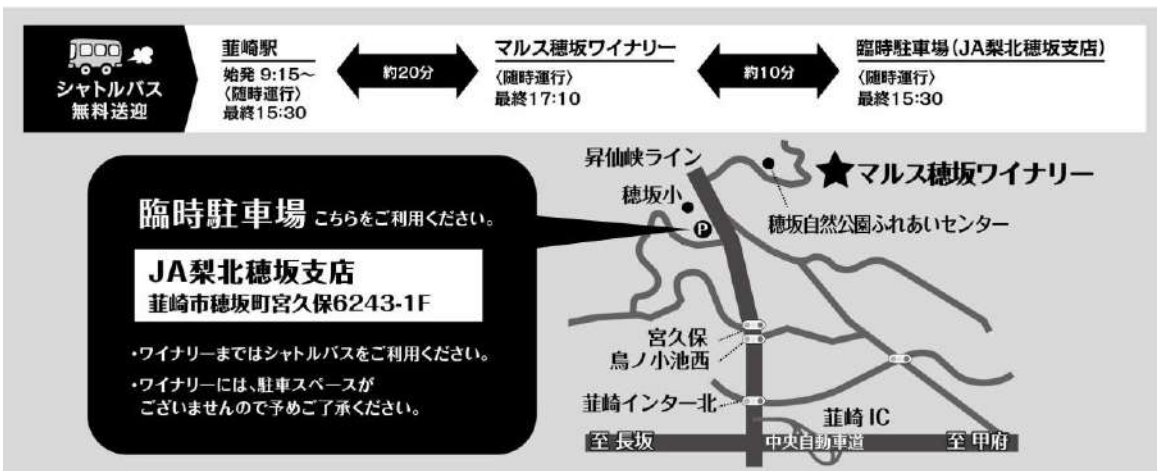 シャトルバス
無料送迎
韮崎駅
始発 9:15〜
〈随時運行〉
最終15:30
約20分
マルス穂坂ワイナリー
〈随時運行〉
最終17:10
約10分
臨時駐車場(JA梨北穂坂支店)
〈随時運行〉
最終15:30
臨時駐車場 こちらをご利用ください。
JA梨北穂坂支店
韮崎市穂坂町宮久保6243-1F
・ワイナリーまではシャトルバスをご利用ください。
・ワイナリーには、駐車スペースが
ございませんので予めご了承ください。
昇仙峡ライン
マルス穂坂ワイナリー
穂坂小
P
穂坂自然公園ふれあいセンター
宮久保
鳥ノ小池西
韮崎インター北
韮崎 IC
至 長坂
中央自動車道
至 甲府